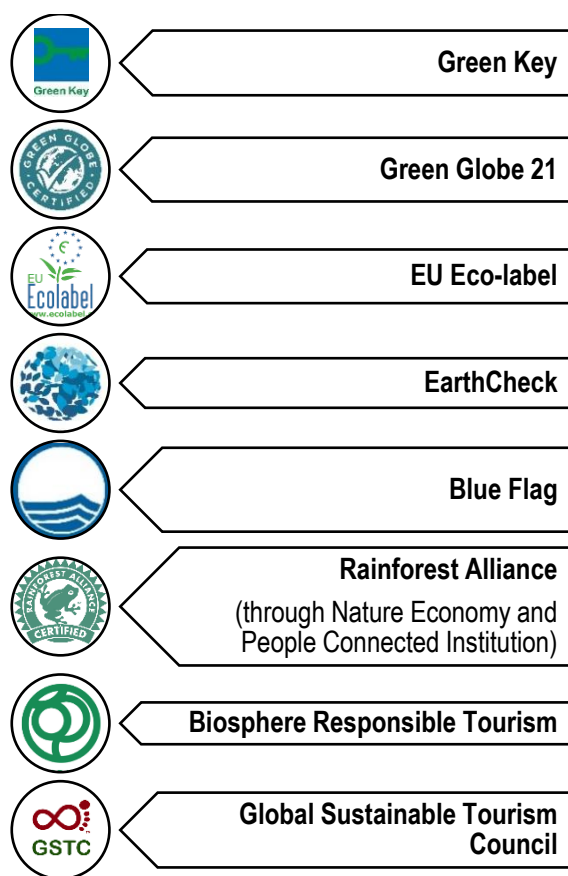 Green Key
Green Key
GREEN GLOBE
CERTIFIED
Green Globe 21
EU
Ecolabel
www.ecolabel.
EU Eco-label
EarthCheck
Blue Flag
RAINFOREST ALLIANCE
CERTIFIED
Rainforest Alliance
(through Nature Economy and
People Connected Institution)
Biosphere Responsible Tourism
GSTC
Global Sustainable Tourism
Council